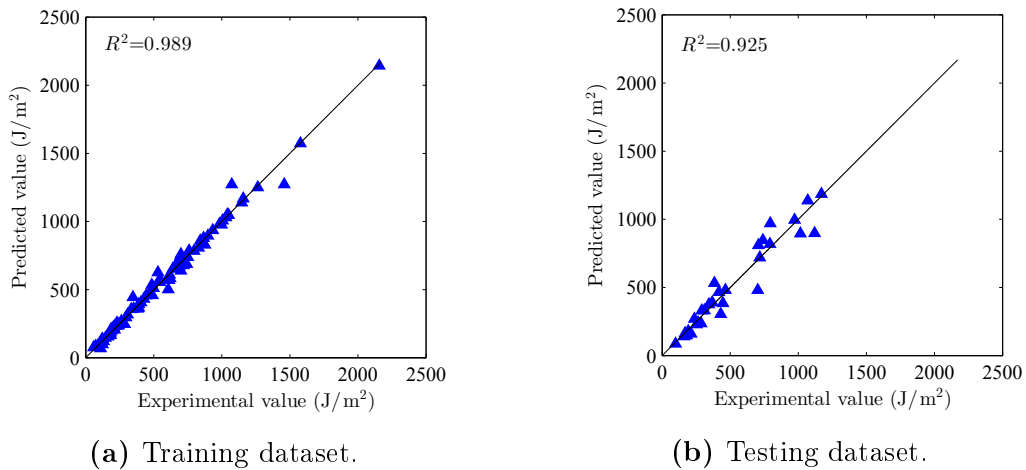 2500
2000
1500
1000
500
0
0 500 1000 1500 2000 2500
R²=0.989
Predicted value (J/m²)
Experimental value (J/m²)
(a) Training dataset.
2500
2000
1500
1000
500
0
0 500 1000 1500 2000 2500
R²=0.925
Predicted value (J/m²)
Experimental value (J/m²)
(b) Testing dataset.